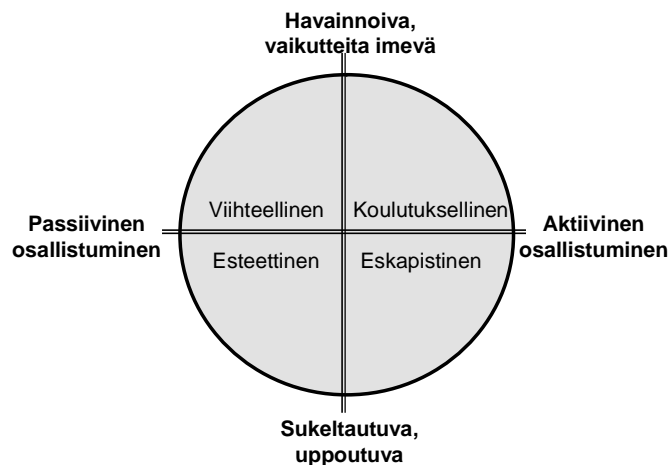 Havainnoiva,
vaikutteita imevä
Viihteellinen
Koulutuksellinen
Passiivinen
osallistuminen
Aktiivinen
osallistuminen
Esteettinen
Eskapistinen
Sukeltautuva,
uppoutuva